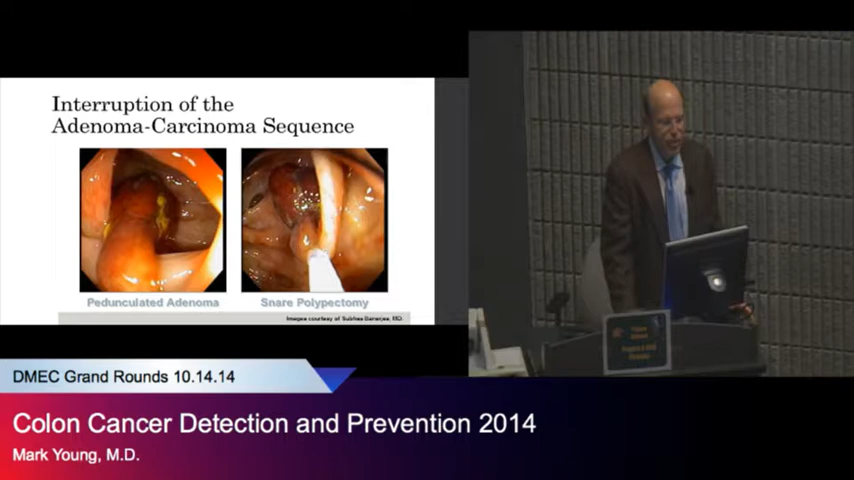 Interruption of the
Adenoma-Carcinoma Sequence
Pedunculated Adenoma
Snare Polypectomy
Images courtesy of Subhas Banerjee, MD.
DMEC Grand Rounds 10.14.14
Colon Cancer Detection and Prevention 2014
Mark Young, M.D.